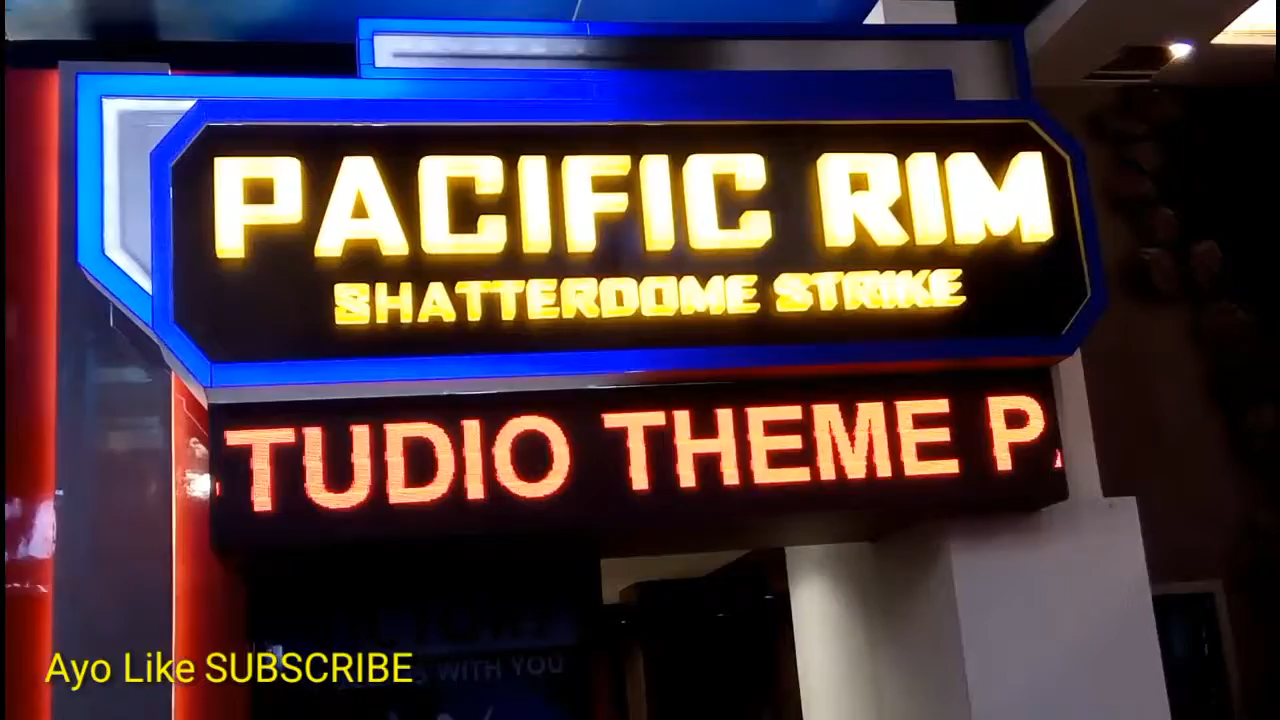 PACIFIC RIM
SHATTERDOME STRIKE
TUDIO THEME P
WITH YOU
Ayo Like SUBSCRIBE